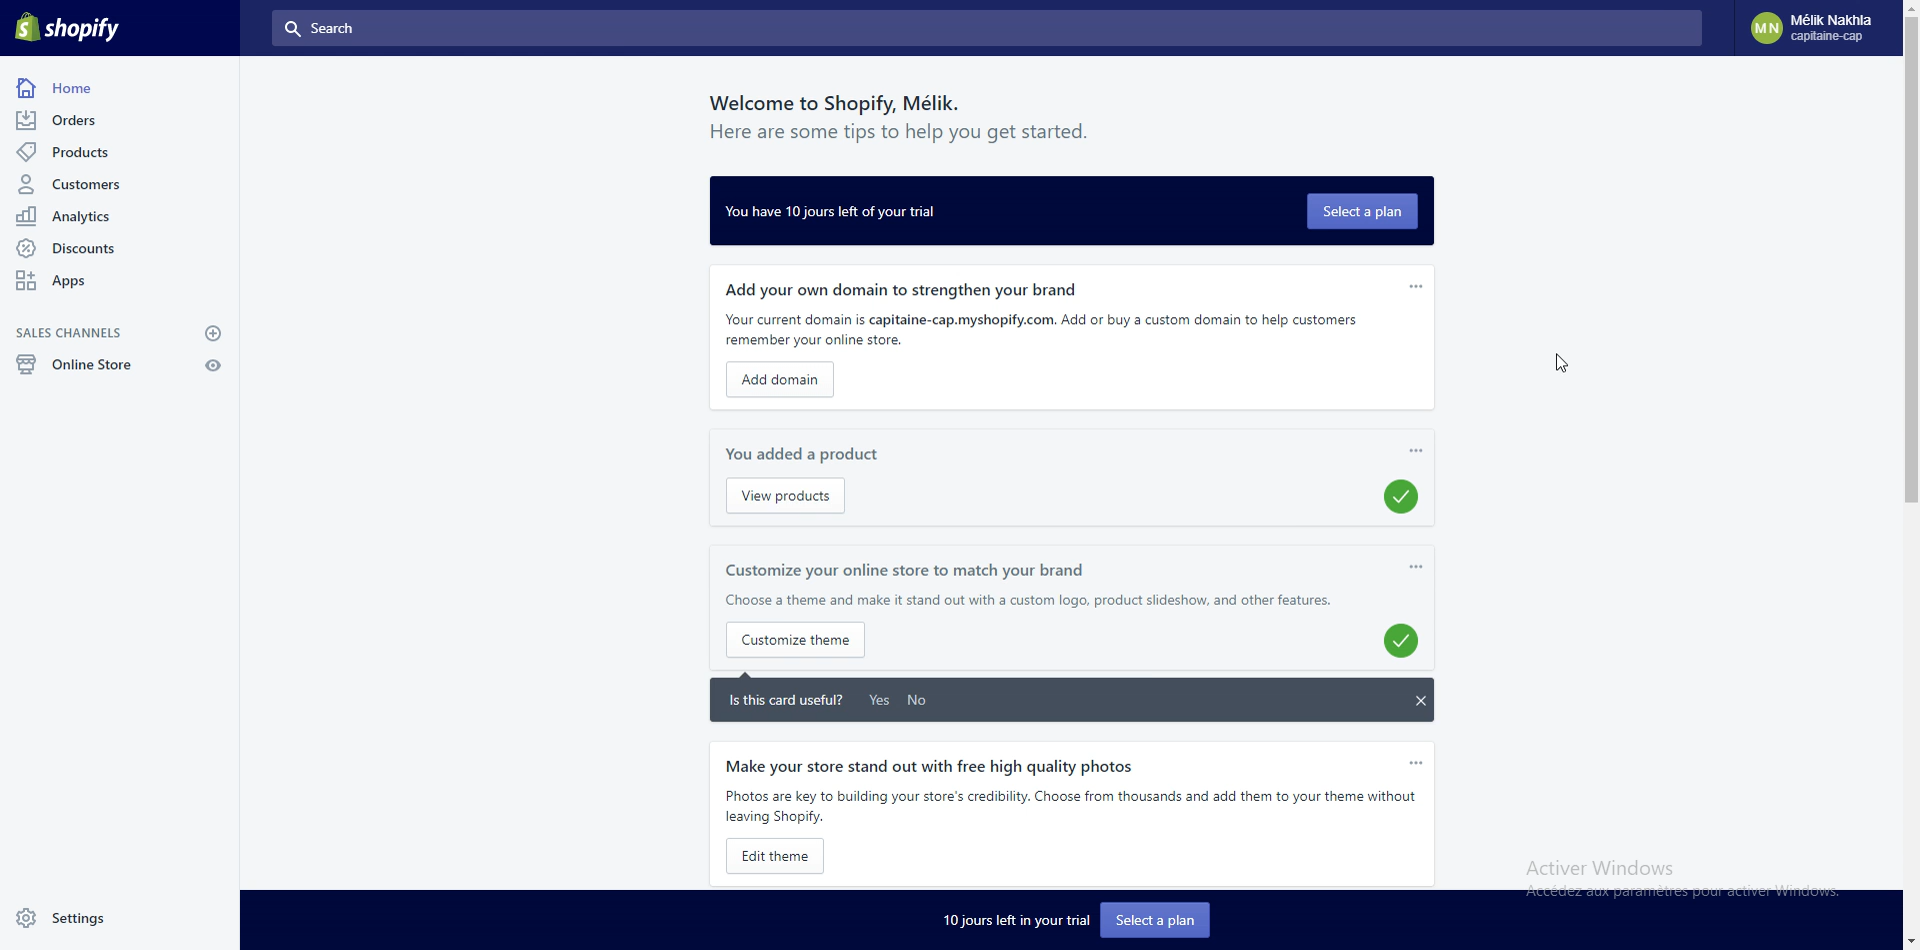 shopify
Search
MN
Mélik Nakhla
capitaine-cap
Home
Orders
Products
Customers
Analytics
Discounts
Apps
SALES CHANNELS
Online Store
Settings
Welcome to Shopify, Mélik.
Here are some tips to help you get started.
You have 10 jours left of your trial
Select a plan
Add your own domain to strengthen your brand
Your current domain is capitaine-cap.myshopify.com. Add or buy a custom domain to help customers
remember your online store.
Add domain
You added a product
View products
Customize your online store to match your brand
Choose a theme and make it stand out with a custom logo, product slideshow, and other features.
Customize theme
Is this card useful? Yes No
Make your store stand out with free high quality photos
Photos are key to building your store's credibility. Choose from thousands and add them to your theme without
leaving Shopify.
Edit theme
Activer Windows
Accédez aux paramètres pour activer Windows.
10 jours left in your trial
Select a plan